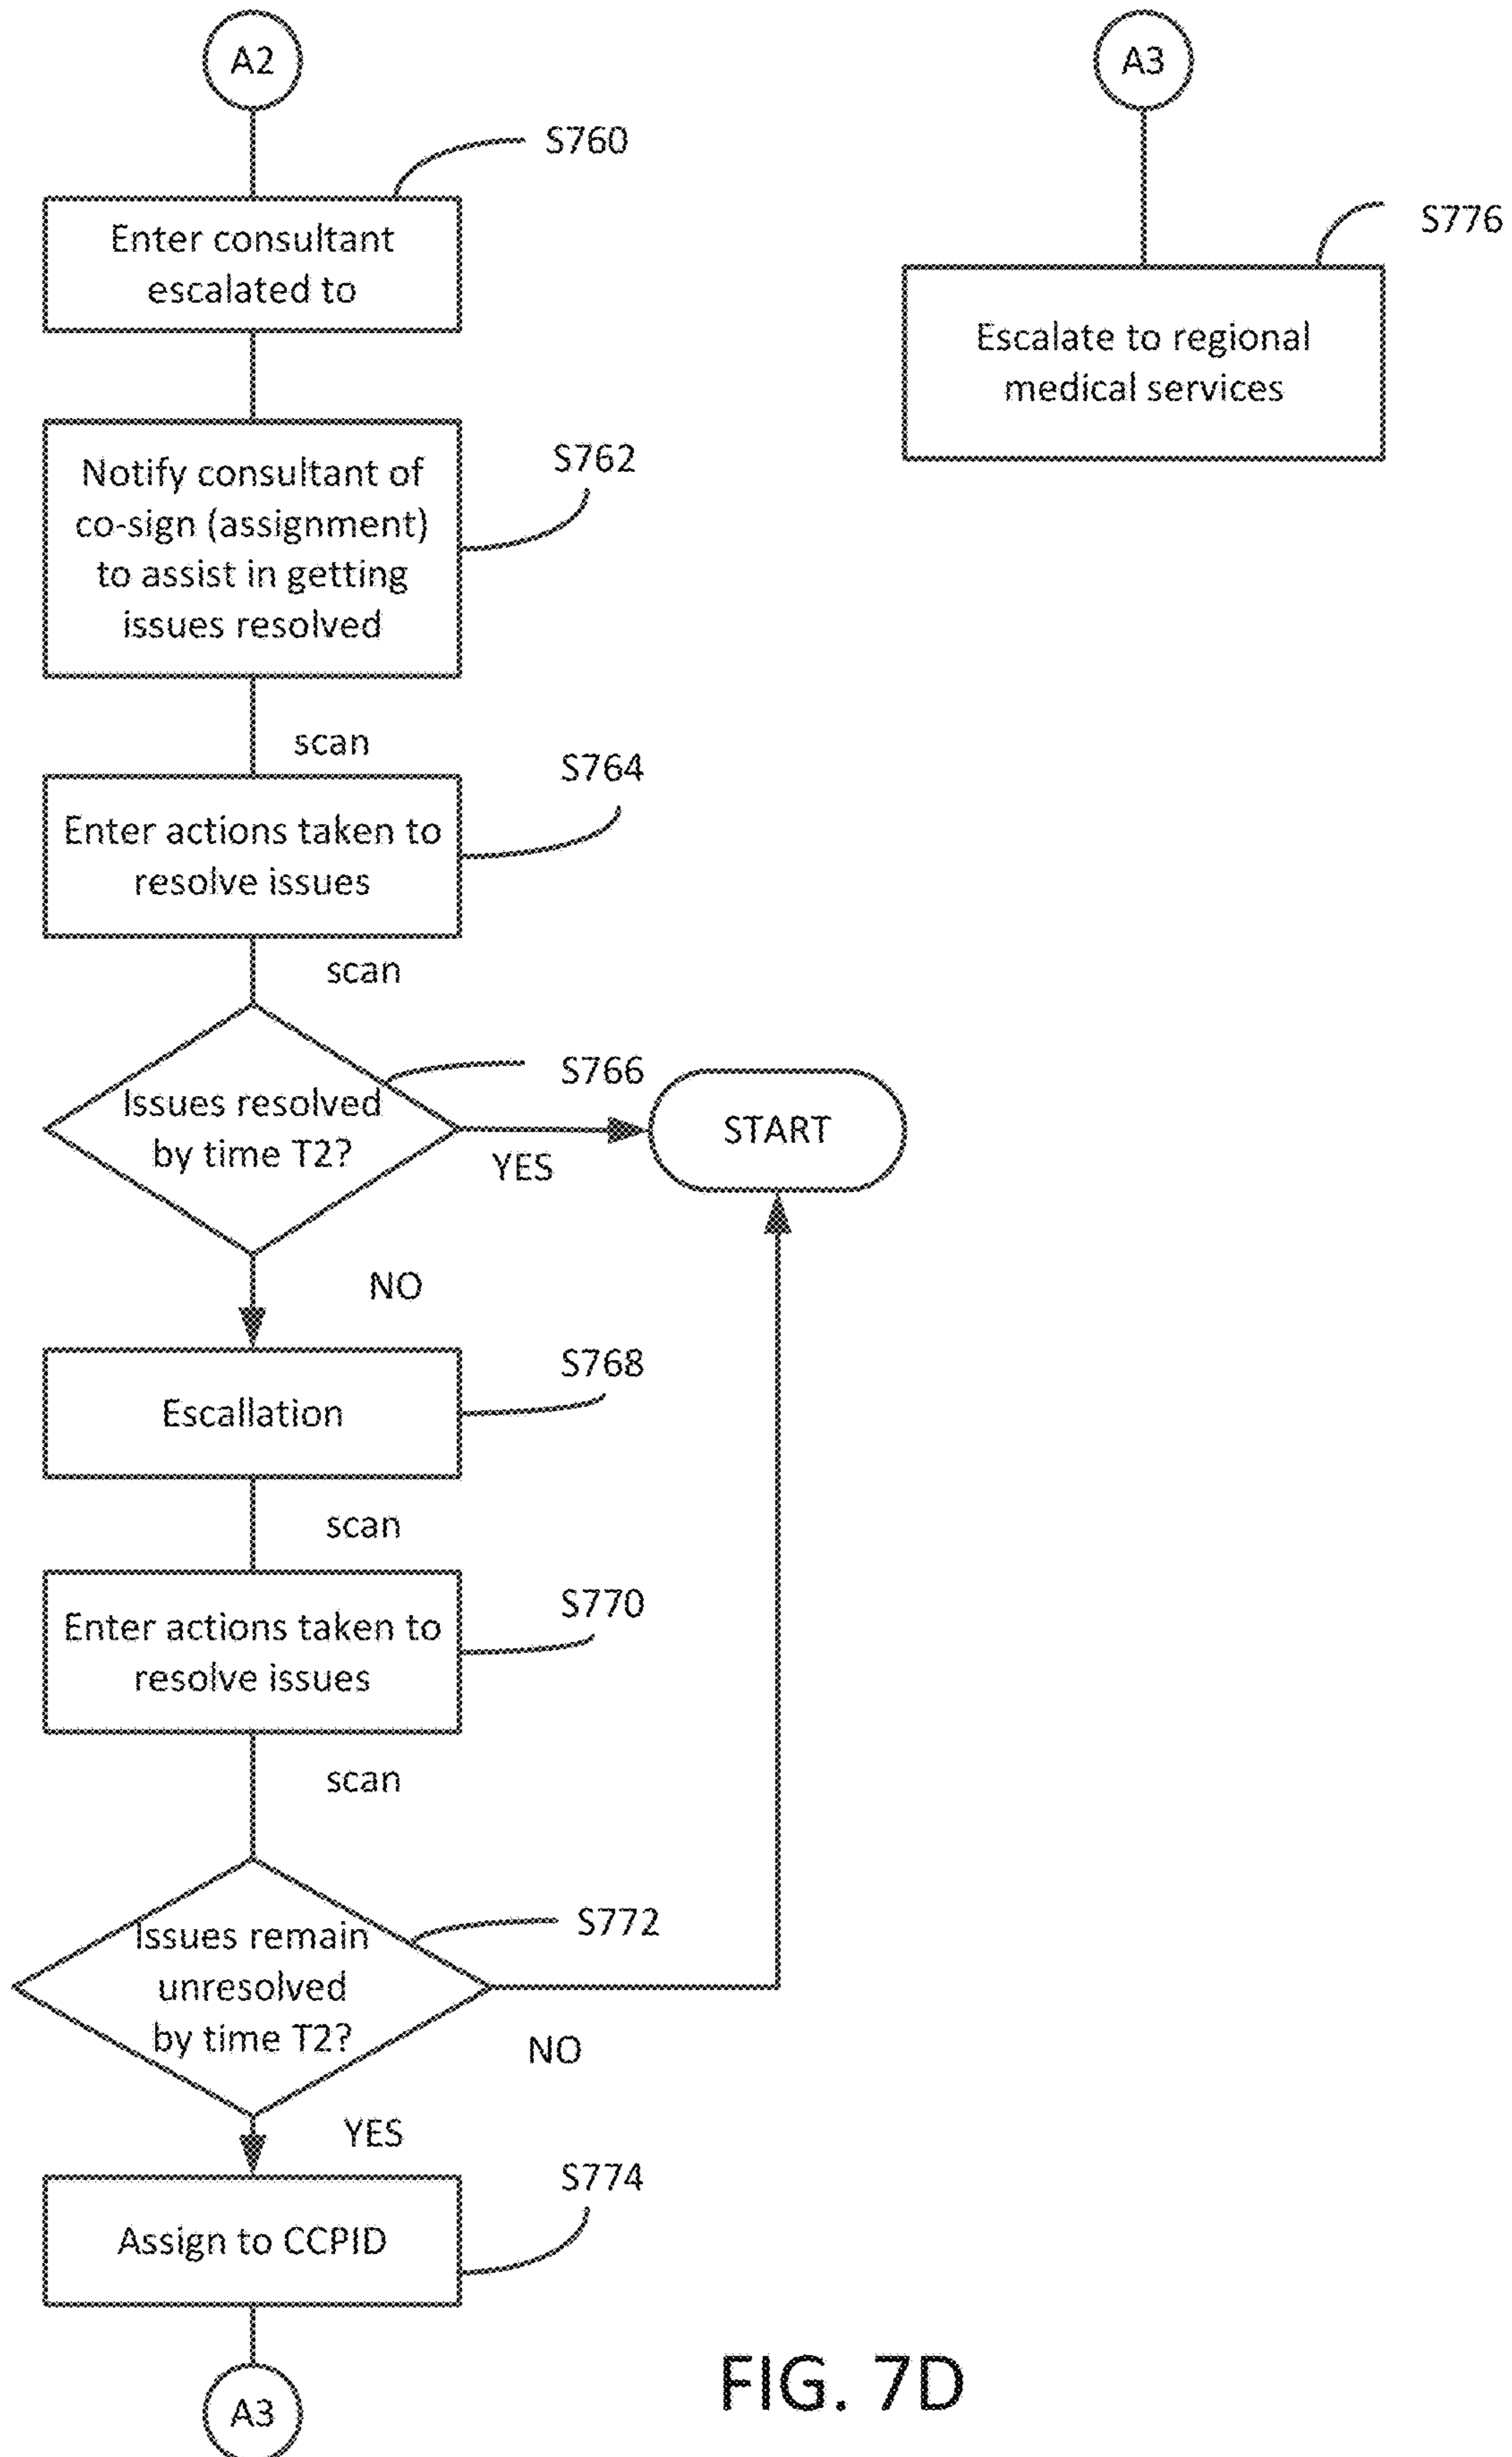 A2
S760
Enter consultant
escalated to
S762
Notify consultant of
co-sign (assignment)
to assist in getting
issues resolved
scan
S764
Enter actions taken to
resolve issues
scan
S766
Issues resolved
by time T2?
YES
START
NO
S768
Escallation
scan
S770
Enter actions taken to
resolve issues
scan
S772
Issues remain
unresolved
by time T2?
NO
YES
S774
Assign to CCPID
A3
A3
S776
Escalate to regional
medical services
FIG. 7D